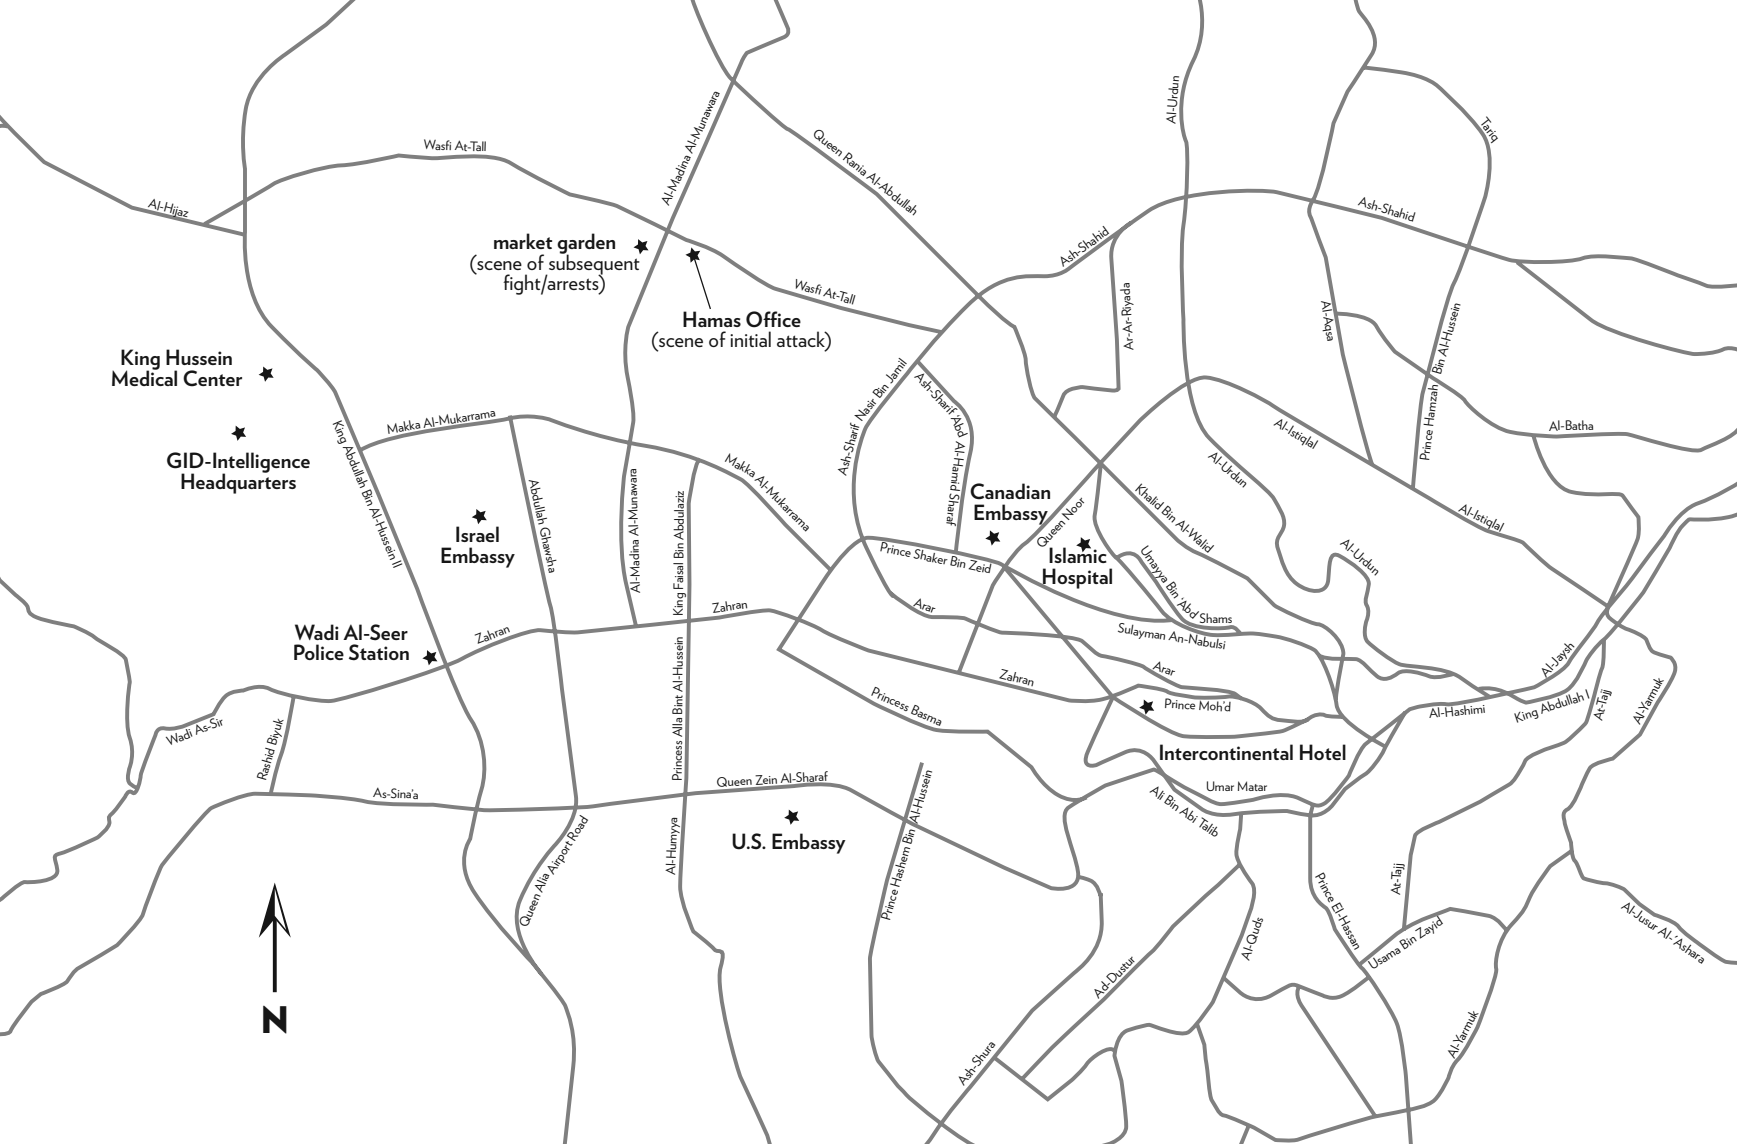 Al-Urdun
Tariq
Al-Madina Al-Munawara
Queen Rania Al-Abdullah
Wasfi At-Tall
Al-Hijaz
Ash-Shahid
Ash-Shahid
market garden
(scene of subsequent
fight/arrests)
Wasfi At-Tall
Ar-Ar-Riyada
Al-Aqsa
Hamas Office
(scene of initial attack)
Prince Hamzah Bin Al-Hussein
King Hussein
Medical Center
Ash-Sharif Nasir Bin Jamil
Ash-Sharif 'Abd Al-Hamid Sharaf
Makka Al-Mukarrama
Al-Istiqlal
Al-Batha
GID-Intelligence
Headquarters
King Abdullah Bin Al-Hussein II
Makka Al-Mukarrama
Al-Urdun
Abdullah Ghawsha
Al-Madina Al-Munawara
King Faisal Bin Abdulaziz
Canadian
Embassy
Queen Noor
Khalid Bin Al-Walid
Al-Istiqlal
Israel
Embassy
Prince Shaker Bin Zeid
Islamic
Hospital
Umayya Bin 'Abd Shams
Al-Urdun
Arar
Zahran
Zahran
Sulayman An-Nabulsi
Wadi Al-Seer
Police Station
Arar
Zahran
Al-Jaysh
Princess Alia Bint Al-Hussein
Princess Basma
Prince Moh'd
Al-Hashimi
King Abdullah I
At-Tajj
Al-Yarmuk
Wadi As-Sir
Rashid Biyuk
Intercontinental Hotel
Queen Zein Al-Sharaf
As-Sina'a
Umar Matar
Ali Bin Abi Talib
U.S. Embassy
Prince Hashem Bin Al-Hussein
Al-Humyya
Queen Alia Airport Road
At-Tajj
Prince El-Hassan
Usama Bin Zayid
Al-Jusur Al-'Ashara
Al-Quds
Ad-Dustur
N
Ash-Shura
Al-Yarmuk